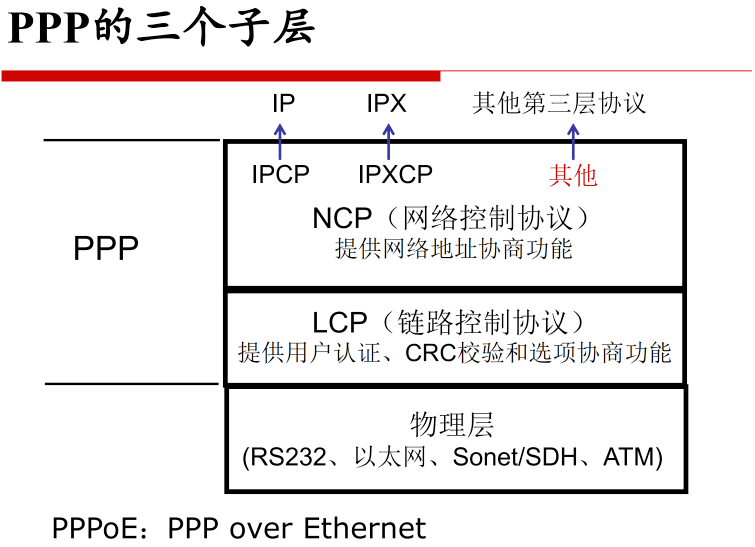 PPP的三个子层
IP IPX 其他第三层协议
IPCP IPXCP 其他
NCP（网络控制协议）
提供网络地址协商功能
PPP
LCP（链路控制协议）
提供用户认证、CRC校验和选项协商功能
物理层
(RS232、以太网、Sonet/SDH、ATM)
PPPoE：PPP over Ethernet